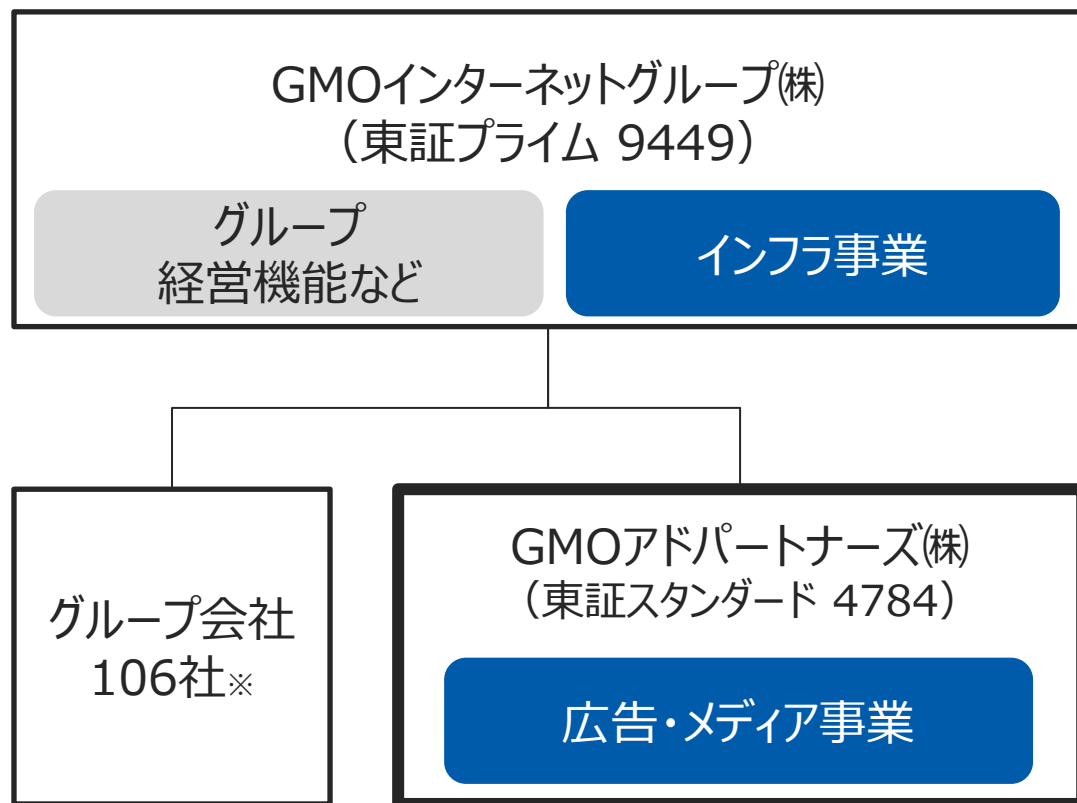 GMOインターネットグループ㈱
（東証プライム 9449）
グループ
経営機能など
インフラ事業
グループ会社
106社※
GMOアドパートナーズ㈱
（東証スタンダード 4784）
広告・メディア事業